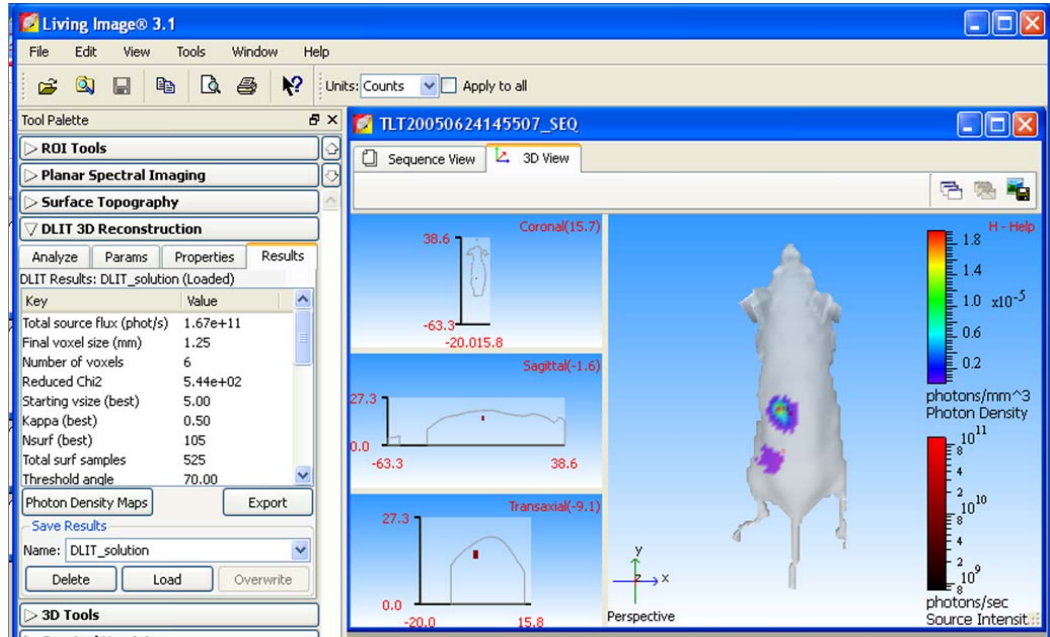 Living Image® 3.1
File Edit View Tools Window Help
Units: Counts Apply to all
Tool Palette
ROI Tools
Planar Spectral Imaging
Surface Topography
DLIT 3D Reconstruction
Analyze Params Properties Results
DLIT Results: DLIT_solution (Loaded)
Key Value
Total source flux (phot/s) 1.67e+11
Final voxel size (mm) 1.25
Number of voxels 6
Reduced Chi2 5.44e+02
Starting vsize (best) 5.00
Kappa (best) 0.50
Nsurf (best) 105
Total surf samples 525
Threshold angle 70.00
Photon Density Maps Export
Save Results
Name: DLIT_solution
Delete Load Overwrite
3D Tools
TLT20050624145507_SEQ
Sequence View 3D View
Coronal(15.7)
38.6
-63.3
-20.015.8
Sagittal(-1.6)
27.3
0.0
-63.3 38.6
Transaxial(-9.1)
27.3
0.0
-20.0 15.8
H - Help
1.8
1.4
1.0 x10-5
0.6
0.2
photons/mm^3
Photon Density
10^11
8
4
2
10^10
8
4
2
10^9
8
photons/sec
Source Intensit
y
z x
Perspective